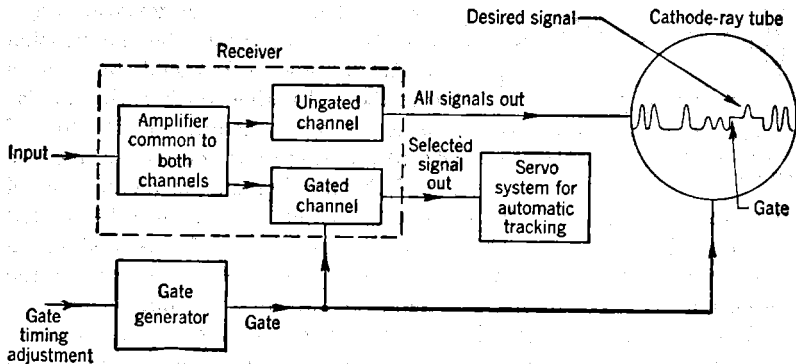 Desired signal
Cathode-ray tube
Receiver
Ungated
channel
All signals out
Amplifier
common to
both
channels
Input
Selected
signal
out
Gated
channel
Servo
system for
automatic
tracking
Gate
Gate
generator
Gate
Gate
timing
adjustment